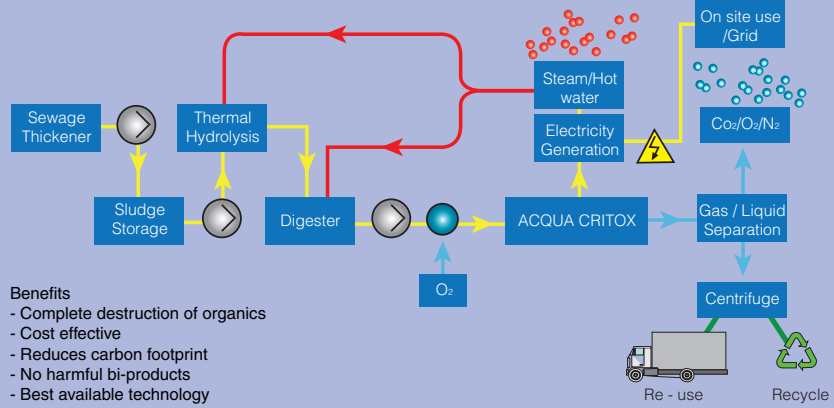 On site use
/Grid
Steam/Hot
water
Sewage
Thickener
Thermal
Hydrolysis
Electricity
Generation
Co₂/O₂/N₂
Sludge
Storage
Digester
ACQUA CRITOX
Gas / Liquid
Separation
O₂
Centrifuge
Benefits
- Complete destruction of organics
- Cost effective
- Reduces carbon footprint
- No harmful bi-products
- Best available technology
Re - use
Recycle